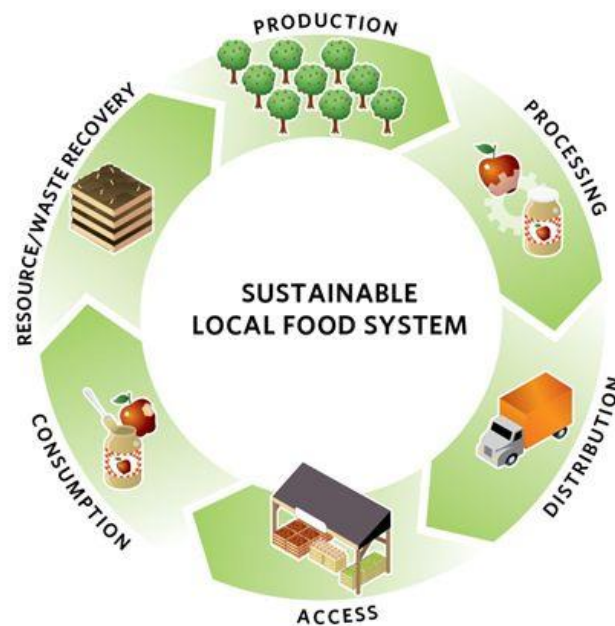 PRODUCTION
PROCESSING
DISTRIBUTION
ACCESS
CONSUMPTION
RESOURCE/WASTE RECOVERY
SUSTAINABLE
LOCAL FOOD SYSTEM